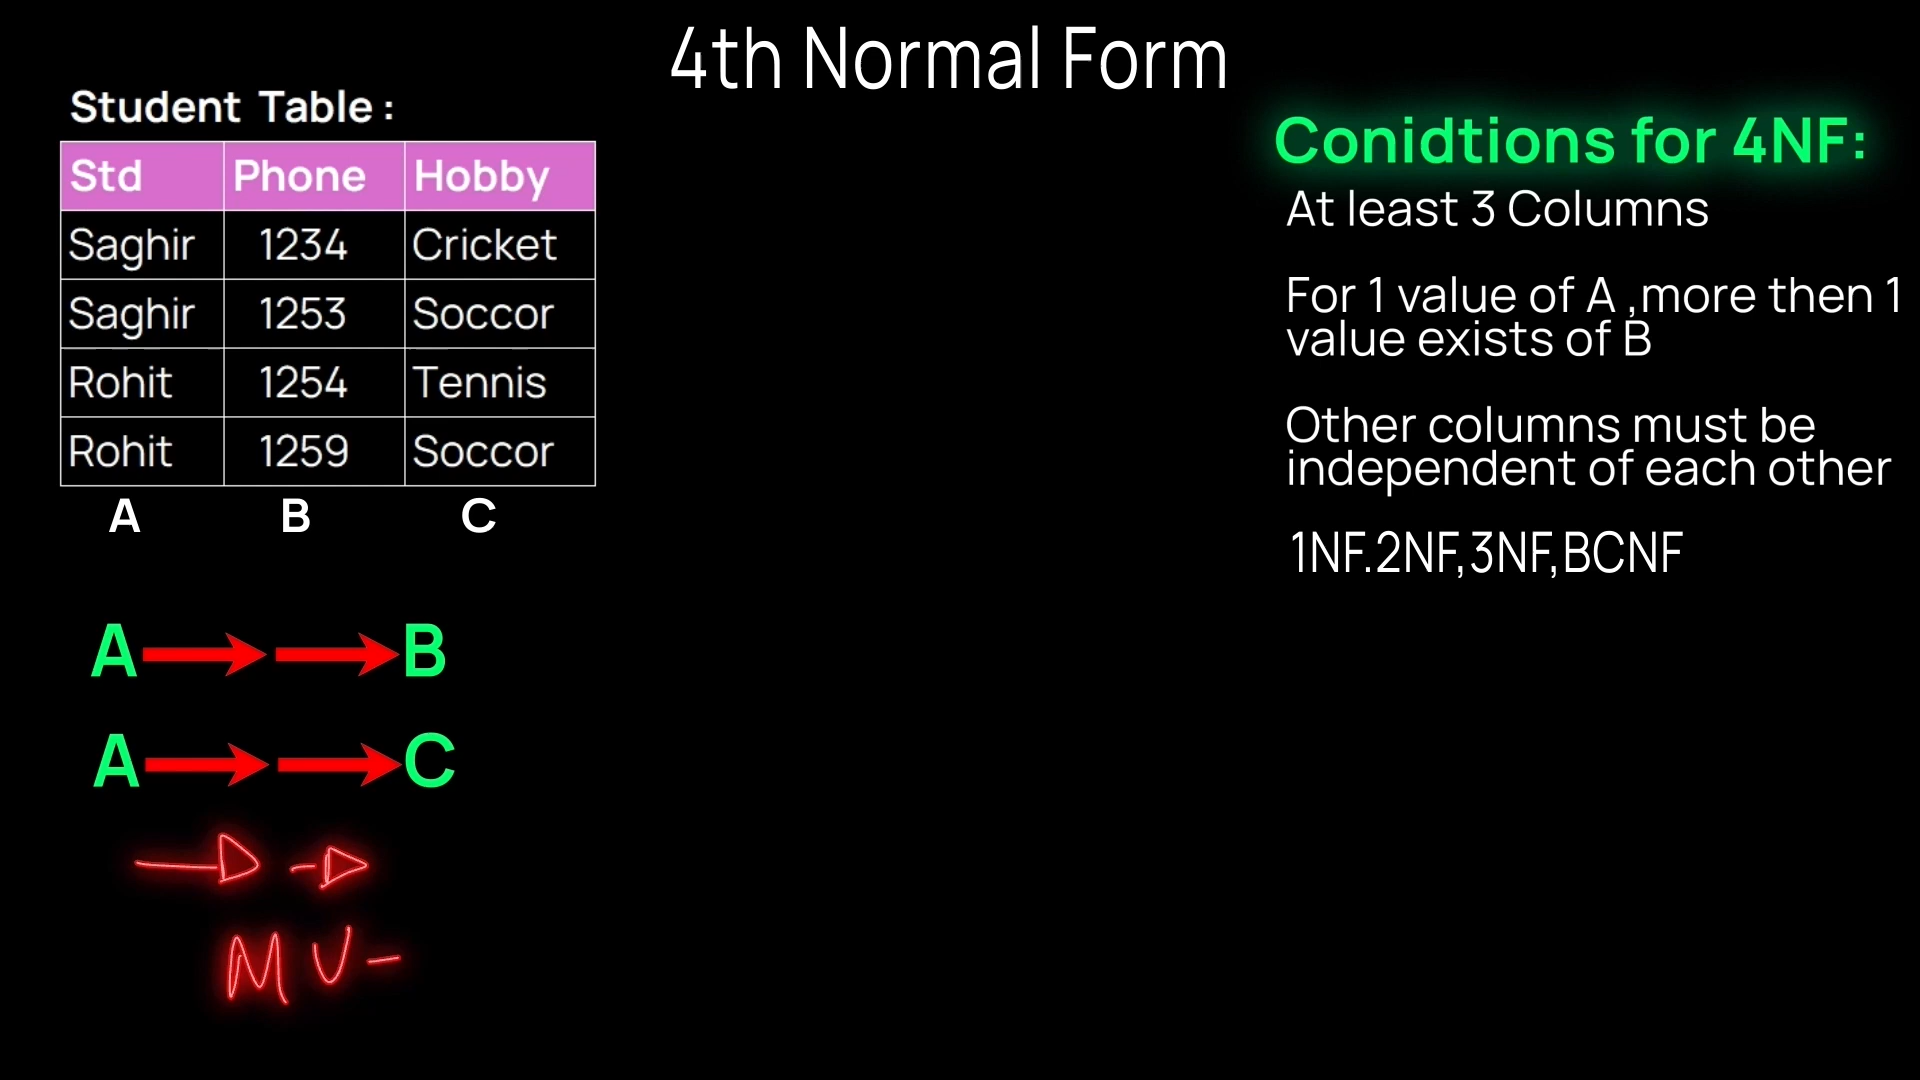 4th Normal Form
Student Table :
Std Phone Hobby
Saghir 1234 Cricket
Saghir 1253 Soccor
Rohit 1254 Tennis
Rohit 1259 Soccor
A B C
A B
A C
M V -
Conidtions for 4NF:
At least 3 Columns
For 1 value of A ,more then 1
value exists of B
Other columns must be
independent of each other
1NF.2NF,3NF,BCNF